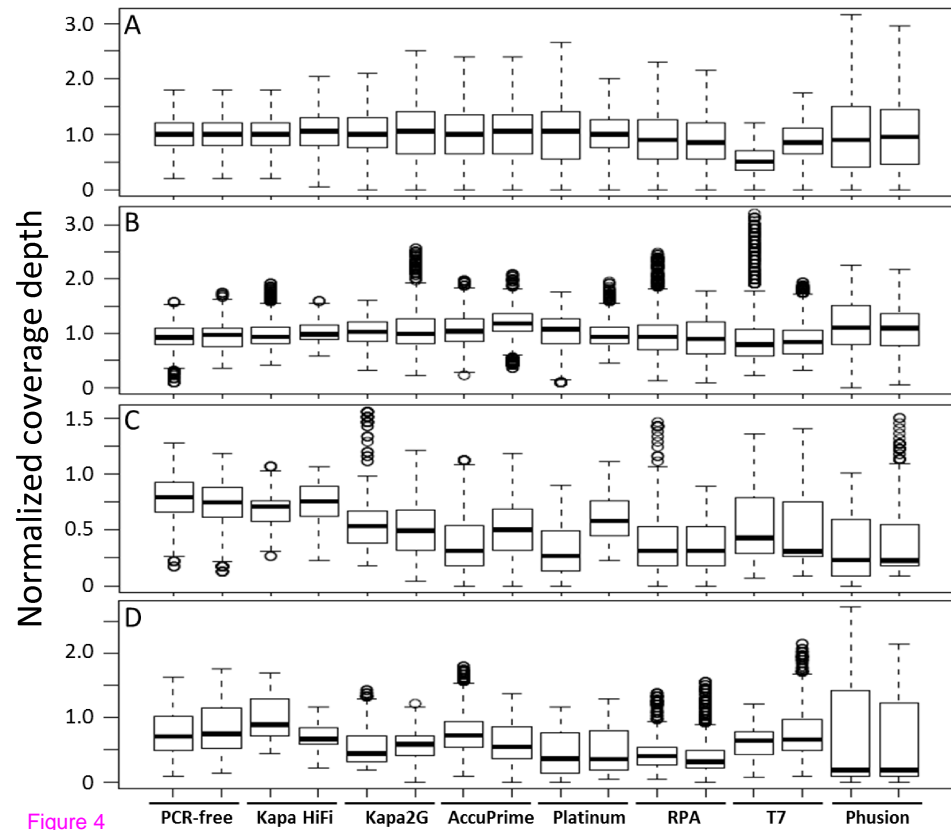 Normalized coverage depth
A
3.0
2.0
1.0
0
B
3.0
2.0
1.0
0
C
1.5
1.0
0.5
0
D
2.0
1.0
0
PCR-free Kapa HiFi Kapa2G AccuPrime Platinum RPA T7 Phusion
Figure 4